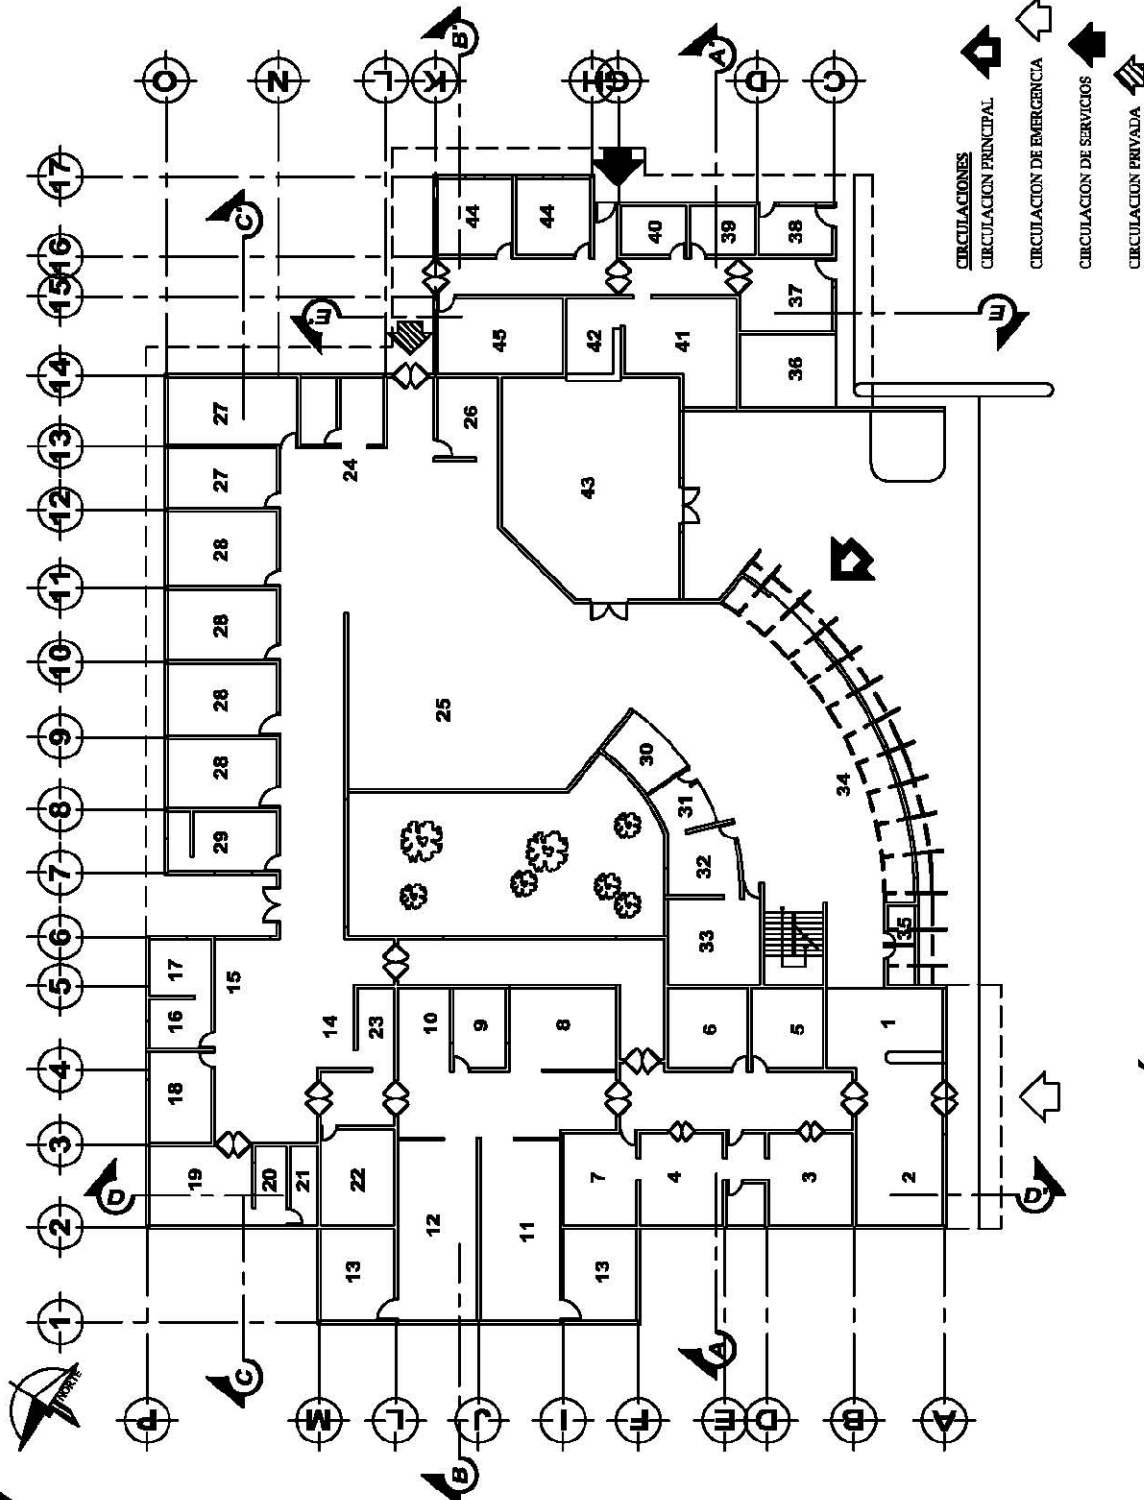 O
N
L
K
H
G
D
C
B'
A'
17
16
15
14
13
12
11
10
9
8
7
6
5
4
3
2
1
C'
E'
E
44
44
40
39
38
37
36
45
42
41
27
27
24
26
43
28
28
28
28
25
29
30
31
32
33
34
35
17
16
15
18
14
23
10
9
8
6
5
1
19
20
21
22
12
11
7
4
3
2
13
13
D
D'
C
B
A
NORTE
P
M
L
J
I
F
E
D
B
A
CIRCULACIONES
CIRCULACION PRINCIPAL
CIRCULACION DE EMERGENCIA
CIRCULACION DE SERVICIOS
CIRCULACION PRIVADA